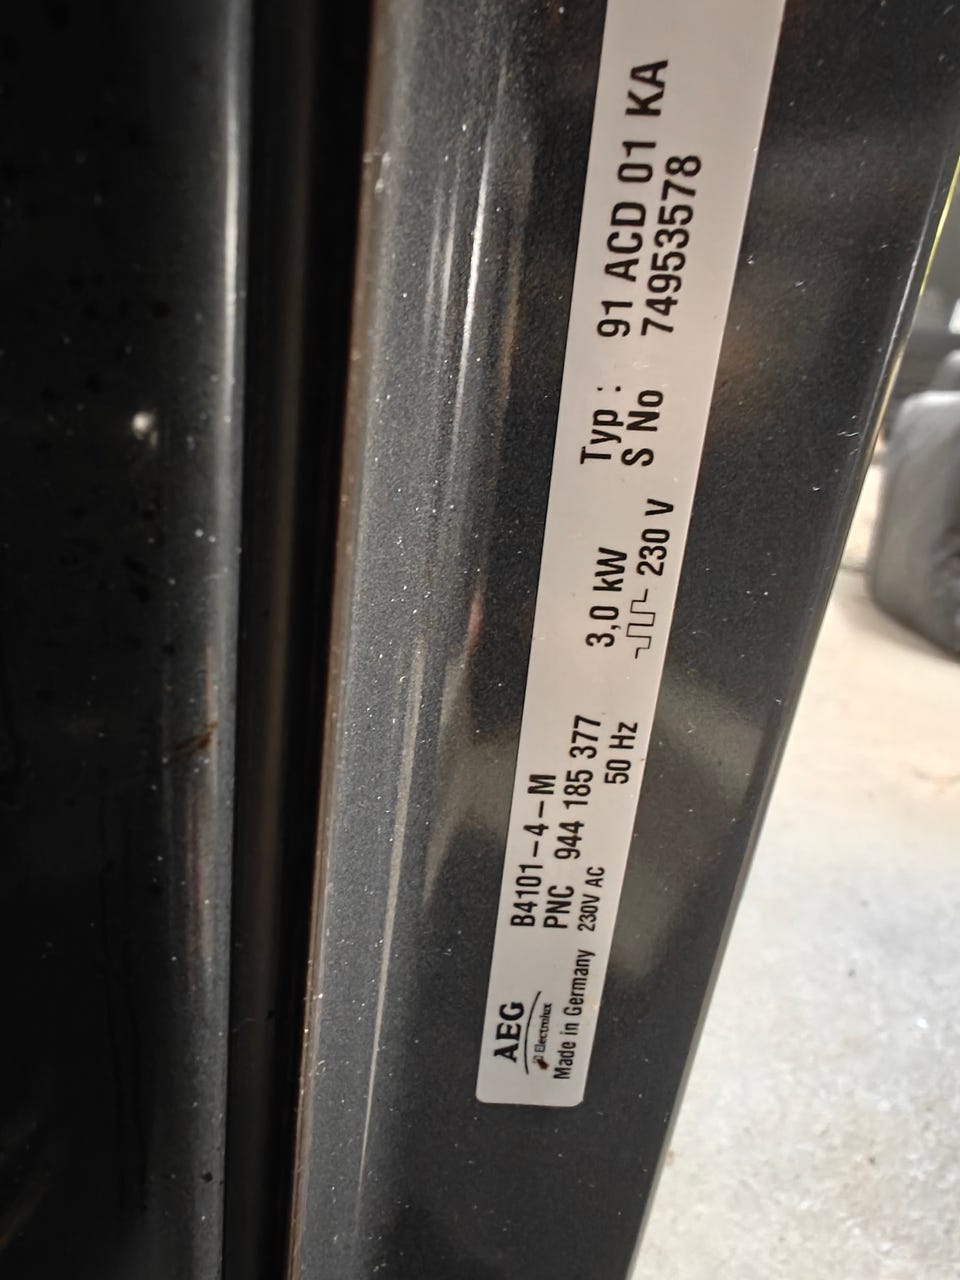 AEG
Electrolux
Made in Germany
B4101-4-M
PNC 944 185 377
230V AC 50 Hz
3,0 kW
230 V
Typ : 91 ACD 01 KA
S No 74953578